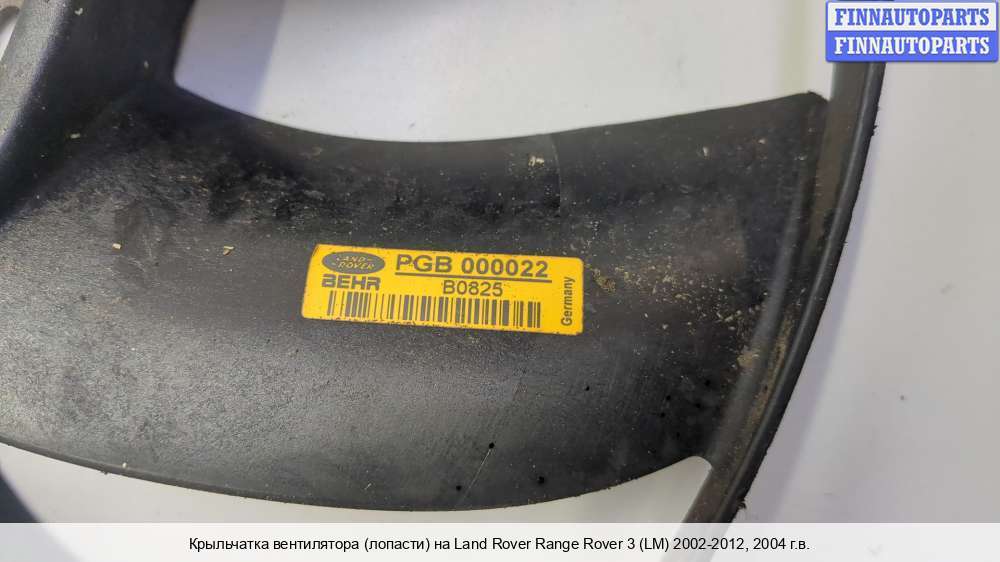 FINNAUTOPARTS
FINNAUTOPARTS
LAND
ROVER
PGB 000022
BEHR
B0825
Germany
Крыльчатка вентилятора (лопасти) на Land Rover Range Rover 3 (LM) 2002-2012, 2004 г.в.